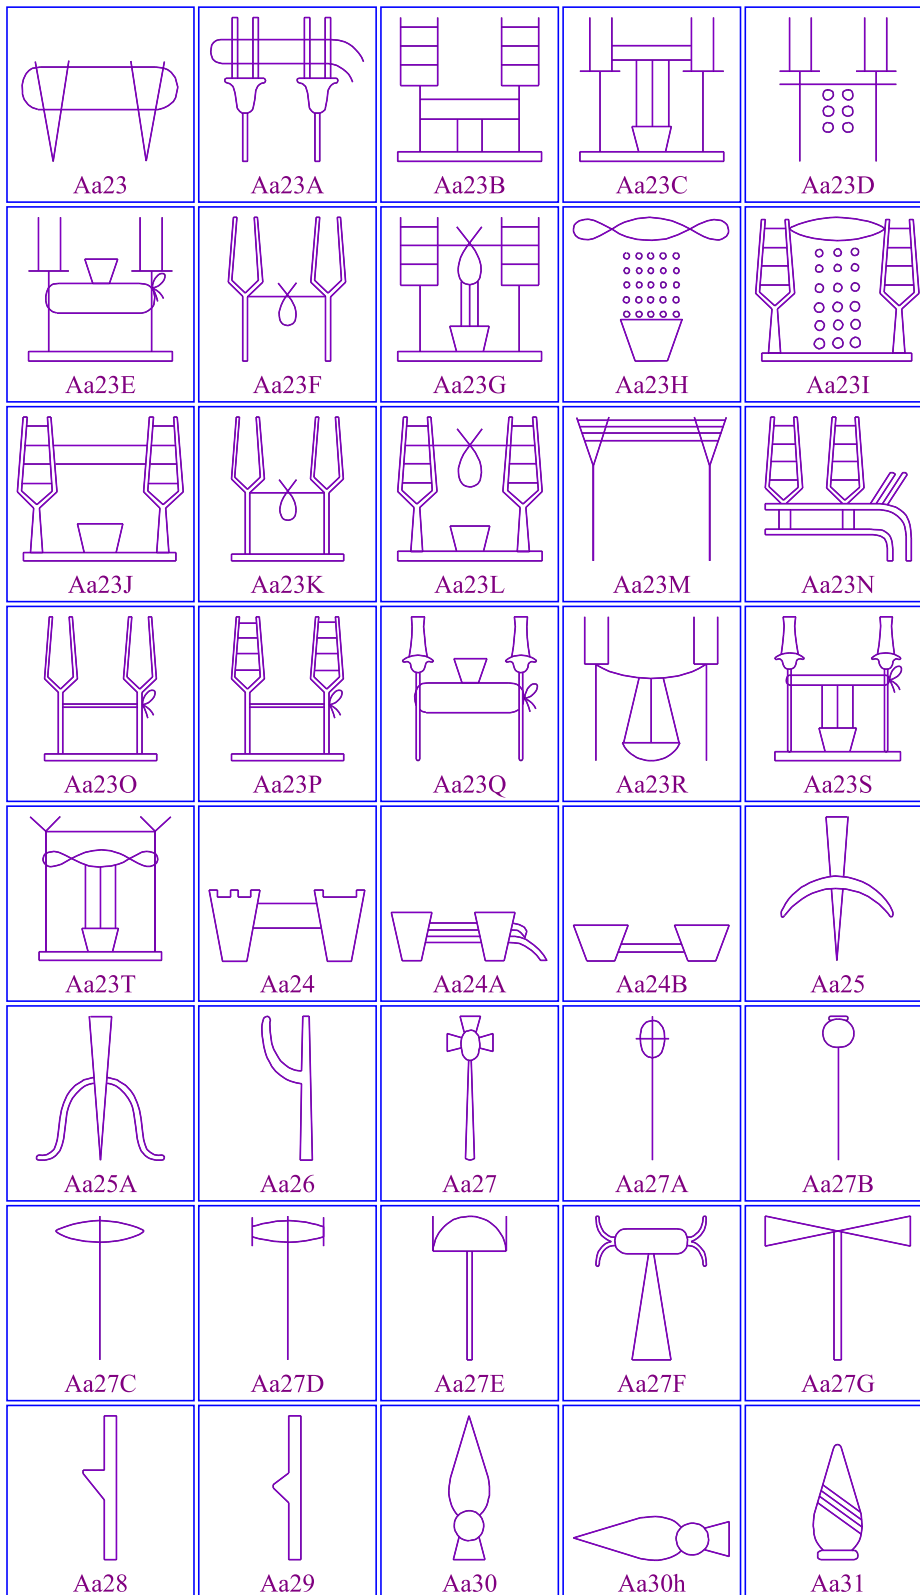 Aa23 Aa23A Aa23B Aa23C Aa23D
Aa23E Aa23F Aa23G Aa23H Aa23I
Aa23J Aa23K Aa23L Aa23M Aa23N
Aa23O Aa23P Aa23Q Aa23R Aa23S
Aa23T Aa24 Aa24A Aa24B Aa25
Aa25A Aa26 Aa27 Aa27A Aa27B
Aa27C Aa27D Aa27E Aa27F Aa27G
Aa28 Aa29 Aa30 Aa30h Aa31